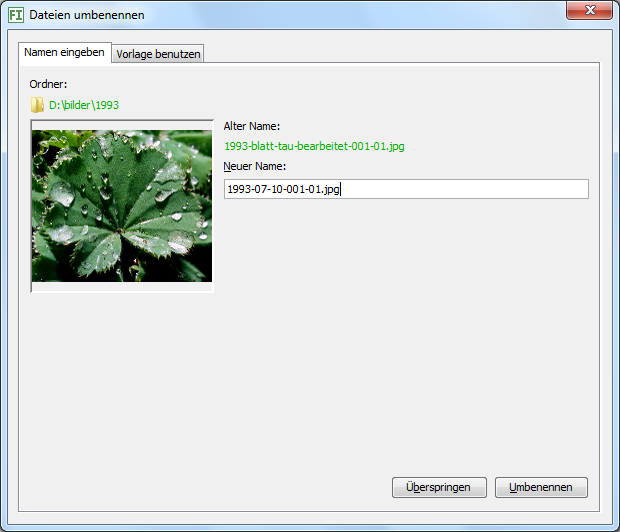 FI Dateien umbenennen
Namen eingeben Vorlage benutzen
Ordner:
D:\bilder\1993
Alter Name:
1993-blatt-tau-bearbeitet-001-01.jpg
Neuer Name:
1993-07-10-001-01.jpg
Überspringen Umbenennen